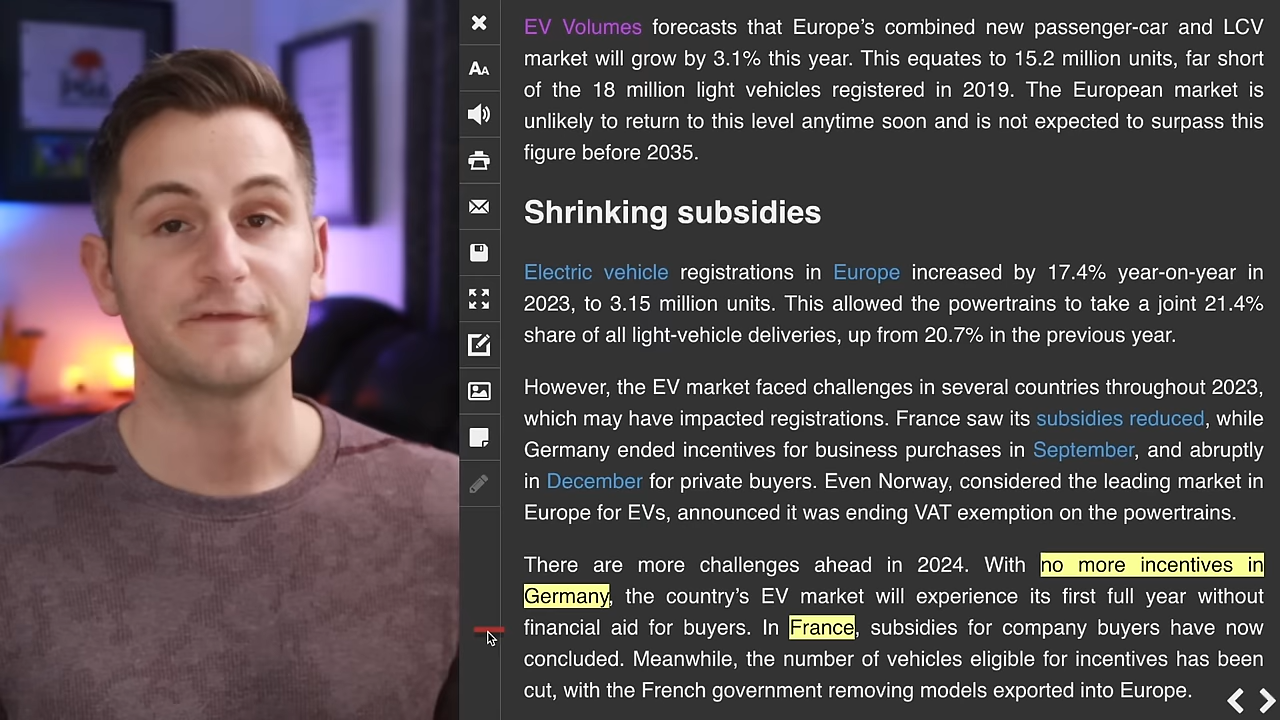 EV Volumes forecasts that Europe’s combined new passenger-car and LCV
market will grow by 3.1% this year. This equates to 15.2 million units, far short
of the 18 million light vehicles registered in 2019. The European market is
unlikely to return to this level anytime soon and is not expected to surpass this
figure before 2035.
Shrinking subsidies
Electric vehicle registrations in Europe increased by 17.4% year-on-year in
2023, to 3.15 million units. This allowed the powertrains to take a joint 21.4%
share of all light-vehicle deliveries, up from 20.7% in the previous year.
However, the EV market faced challenges in several countries throughout 2023,
which may have impacted registrations. France saw its subsidies reduced, while
Germany ended incentives for business purchases in September, and abruptly
in December for private buyers. Even Norway, considered the leading market in
Europe for EVs, announced it was ending VAT exemption on the powertrains.
There are more challenges ahead in 2024. With no more incentives in
Germany, the country’s EV market will experience its first full year without
financial aid for buyers. In France, subsidies for company buyers have now
concluded. Meanwhile, the number of vehicles eligible for incentives has been
cut, with the French government removing models exported into Europe.